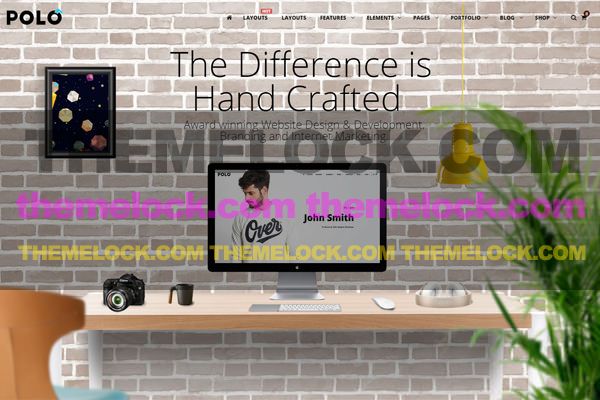 POLO
HOT
LAYOUTS LAYOUTS FEATURES ELEMENTS PAGES PORTFOLIO BLOG SHOP
The Difference is
Hand Crafted
Award winning Website Design & Development,
Branding and Internet Marketing
THEMELOCK.COM
POLO
themelock.com themelock.com
John Smith
Over
THEMELOCK.COM THEMELOCK.COM THEMELOCK.COM